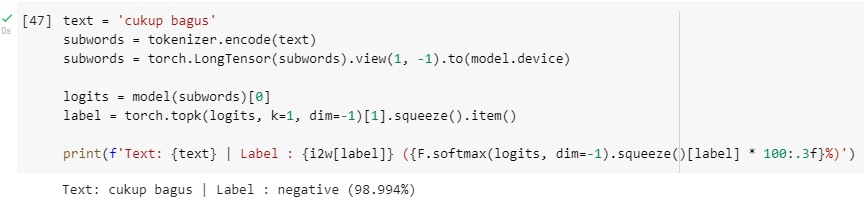 [47] text = 'cukup bagus'
0s
subwords = tokenizer.encode(text)
subwords = torch.LongTensor(subwords).view(1, -1).to(model.device)
logits = model(subwords)[0]
label = torch.topk(logits, k=1, dim=-1)[1].squeeze().item()
print(f'Text: {text} | Label : {i2w[label]} ({F.softmax(logits, dim=-1).squeeze()[label] * 100:.3f}%)')
Text: cukup bagus | Label : negative (98.994%)